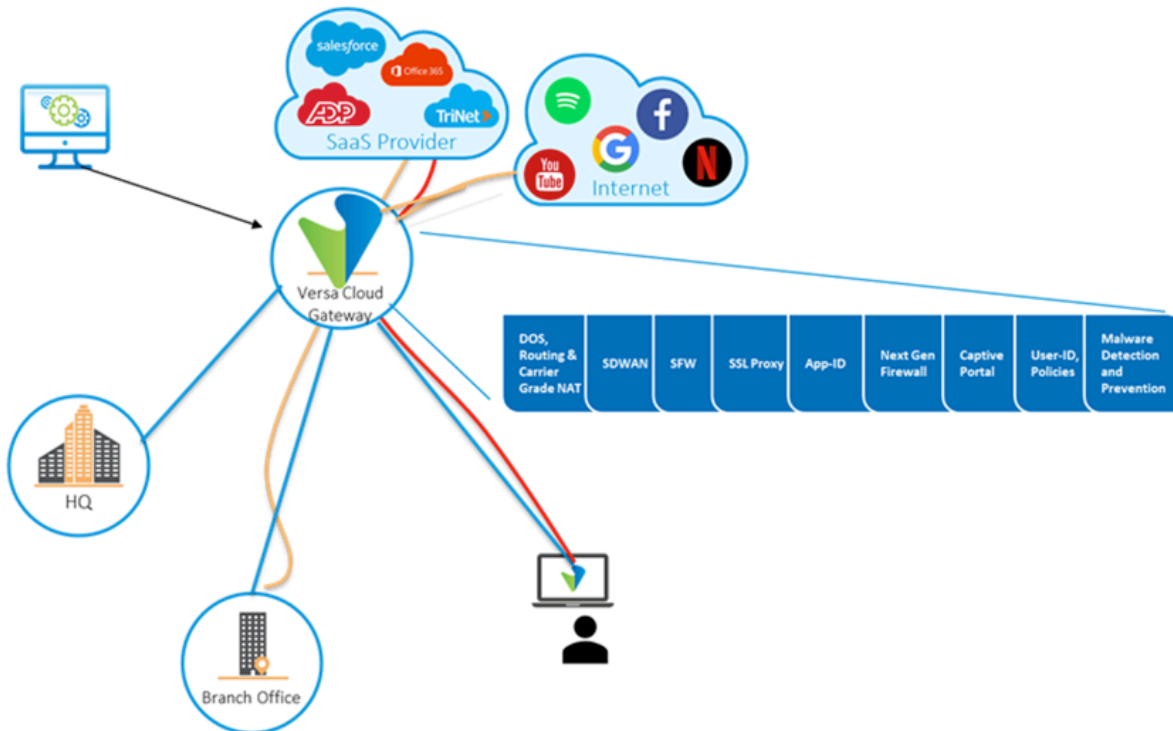 salesforce
Office 365
ADP
TriNet
SaaS Provider
You
Tube
G
f
N
Internet
Versa Cloud
Gateway
DOS,
Routing &
Carrier
Grade NAT
SDWAN
SFW
SSL Proxy
App-ID
Next Gen
Firewall
Captive
Portal
User-ID,
Policies
Malware
Detection
and
Prevention
HQ
Branch Office